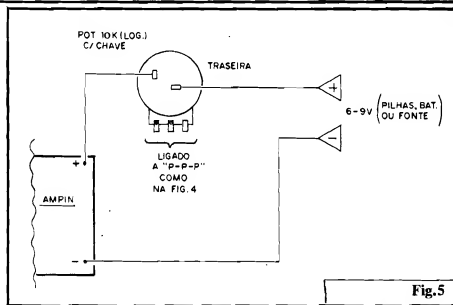 POT 10K (LOG.)
C/ CHAVE
TRASEIRA
+
6-9V (PILHAS, BAT.
OU FONTE)
-
LIGADO
A "P-P-P"
COMO
NA FIG. 4
+
AMPIN
-
Fig.5